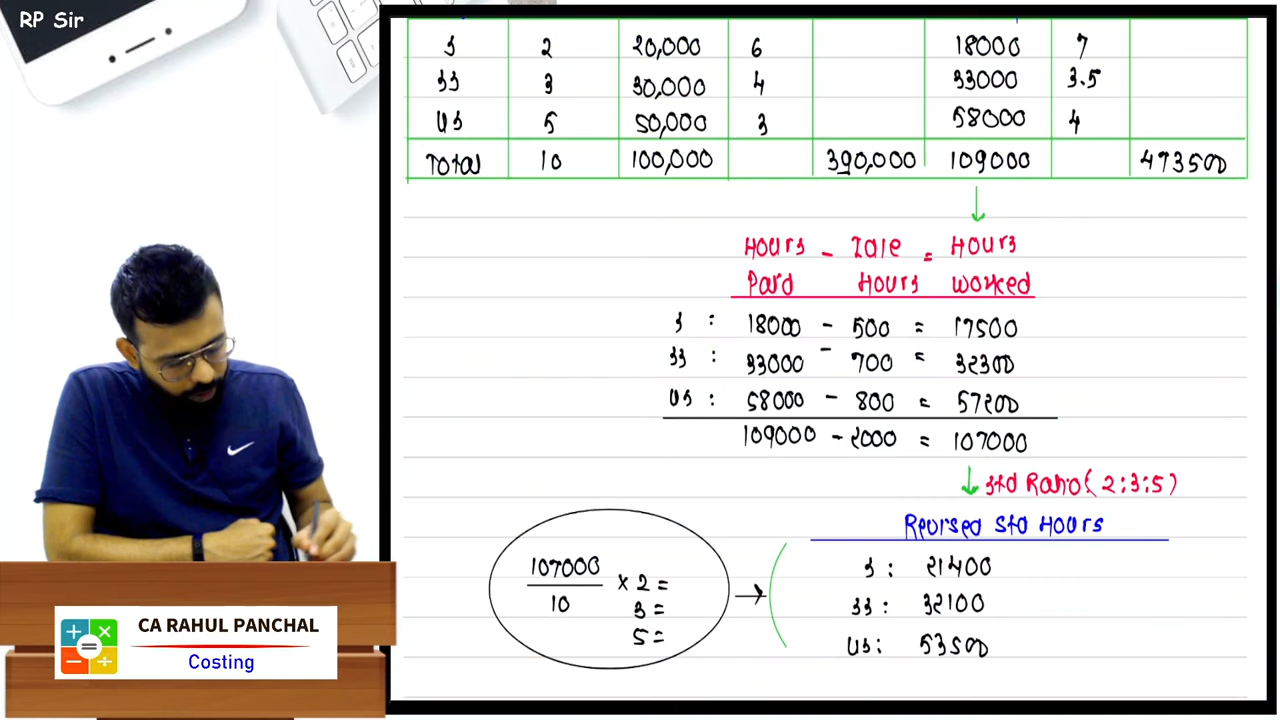 RP Sir
S 2 20,000 6 18000 7
SS 3 30,000 4 33000 3.5
US 5 50,000 3 58000 4
Total 10 100,000 390,000 109000 473500
Hours Paid - Idle Hours = Hours worked
S : 18000 - 500 = 17500
SS : 33000 - 700 = 32300
US : 58000 - 800 = 57200
109000 - 2000 = 107000
Std Ratio (2:3:5)
Revised Std Hours
107000
10
× 2 =
3 =
5 =
S : 21400
SS : 32100
US : 53500
CA RAHUL PANCHAL
Costing